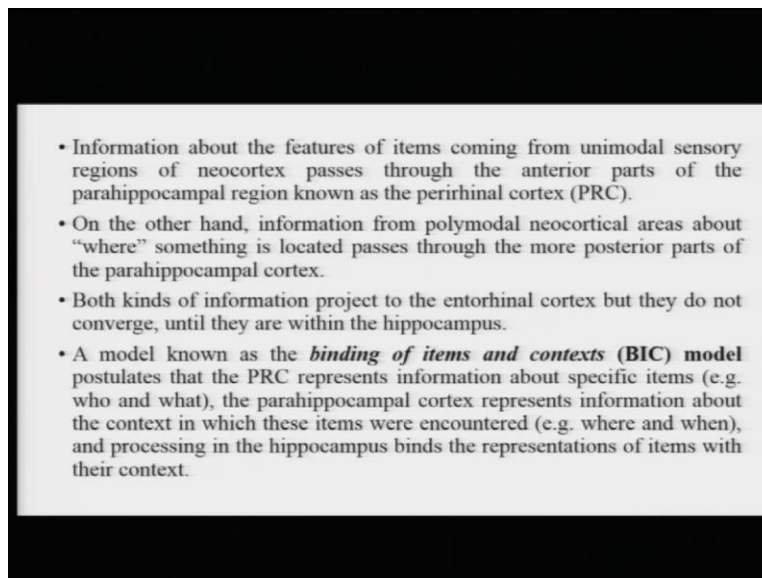 • Information about the features of items coming from unimodal sensory
regions of neocortex passes through the anterior parts of the
parahippocampal region known as the perirhinal cortex (PRC).
• On the other hand, information from polymodal neocortical areas about
“where” something is located passes through the more posterior parts of
the parahippocampal cortex.
• Both kinds of information project to the entorhinal cortex but they do not
converge, until they are within the hippocampus.
• A model known as the binding of items and contexts (BIC) model
postulates that the PRC represents information about specific items (e.g.
who and what), the parahippocampal cortex represents information about
the context in which these items were encountered (e.g. where and when),
and processing in the hippocampus binds the representations of items with
their context.